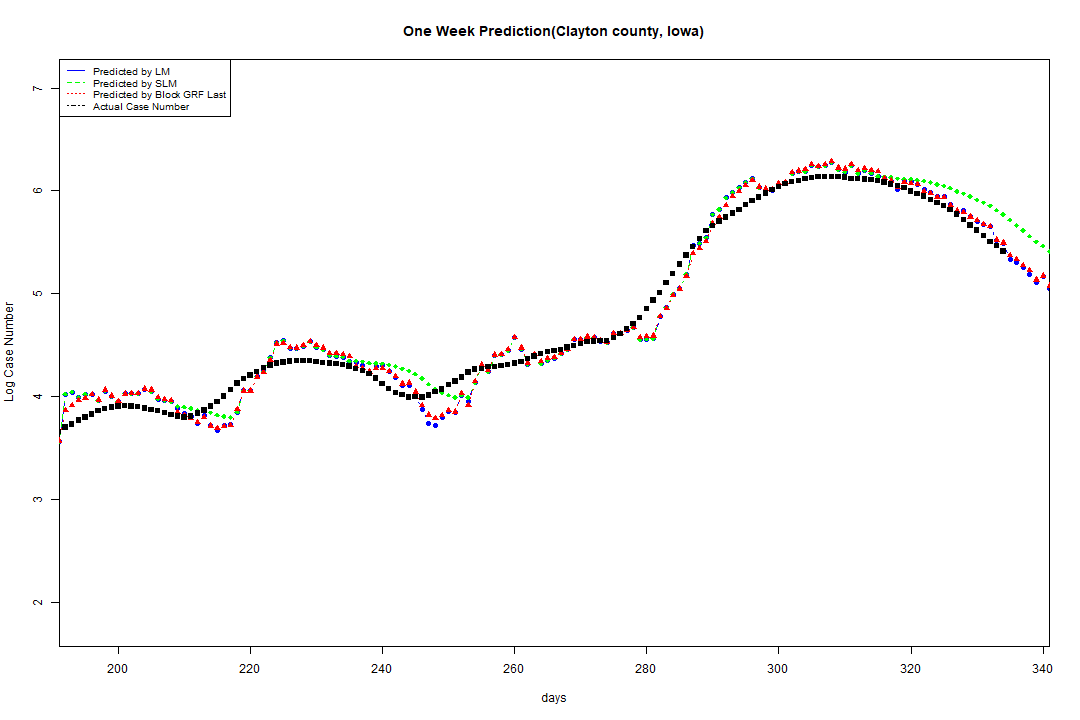 One Week Prediction(Clayton county, Iowa)
Predicted by LM
Predicted by SLM
Predicted by Block GRF Last
Actual Case Number
7
6
5
4
3
2
Log Case Number
200 220 240 260 280 300 320 340
days